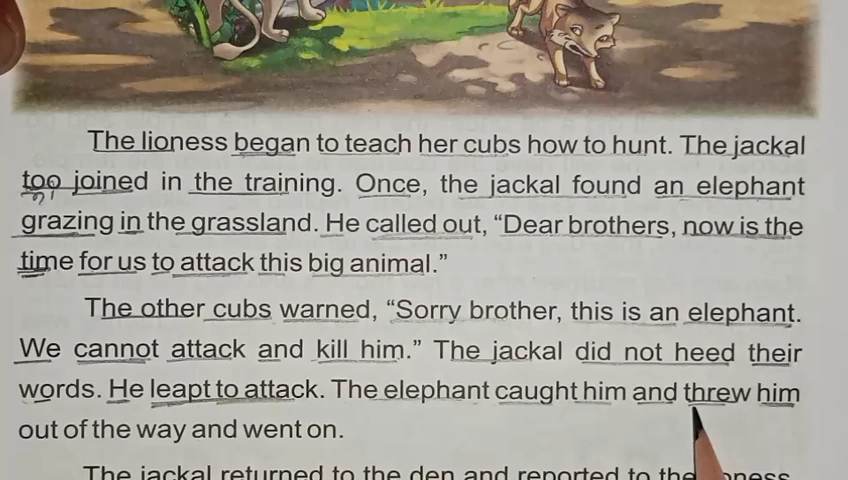 The lioness began to teach her cubs how to hunt. The jackal
too joined in the training. Once, the jackal found an elephant
grazing in the grassland. He called out, “Dear brothers, now is the
time for us to attack this big animal.”
The other cubs warned, “Sorry brother, this is an elephant.
We cannot attack and kill him.” The jackal did not heed their
words. He leapt to attack. The elephant caught him and threw him
out of the way and went on.
The jackal returned to the den and reported to the